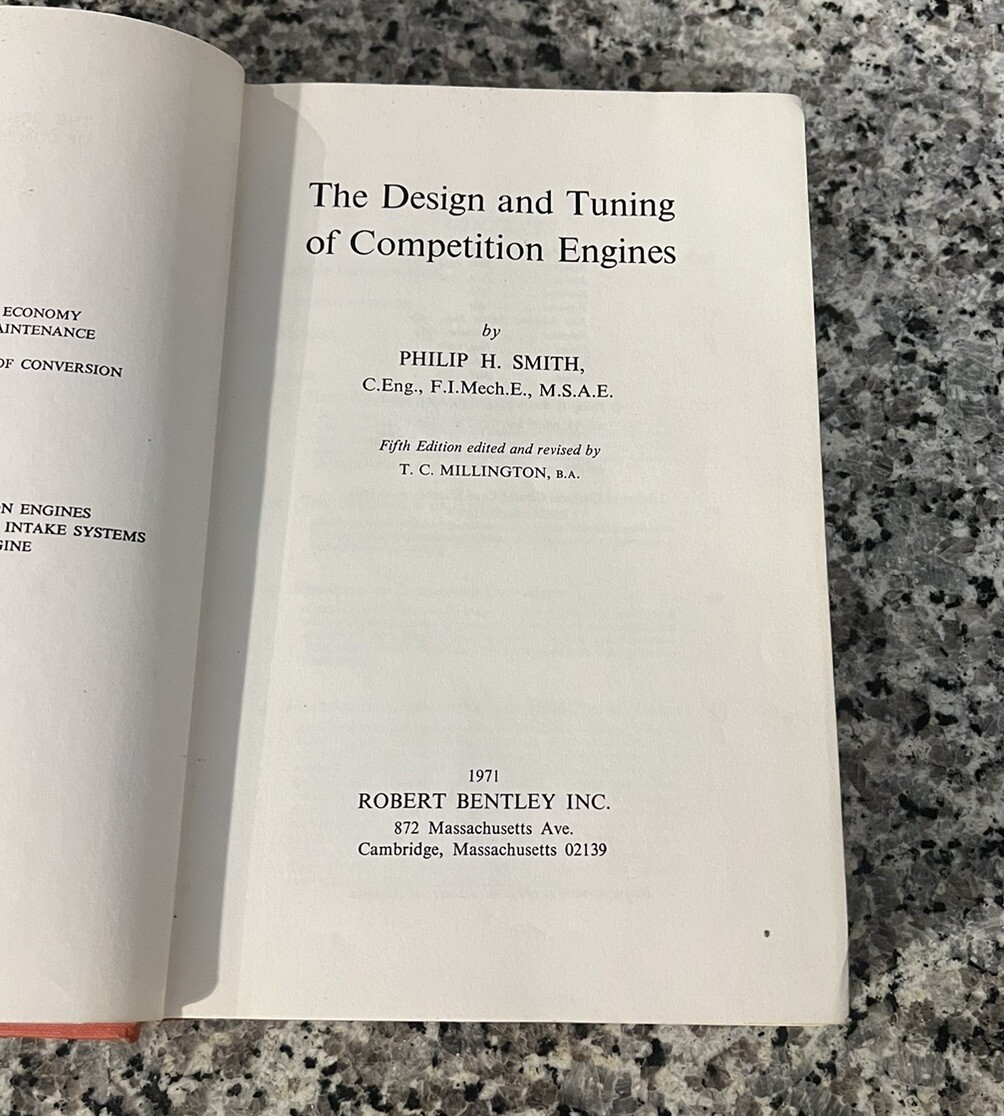 ECONOMY
AINTENANCE
OF CONVERSION
N ENGINES
INTAKE SYSTEMS
GINE
The Design and Tuning
of Competition Engines
by
PHILIP H. SMITH,
C.Eng., F.I.Mech.E., M.S.A.E.
Fifth Edition edited and revised by
T. C. MILLINGTON, B.A.
1971
ROBERT BENTLEY INC.
872 Massachusetts Ave.
Cambridge, Massachusetts 02139